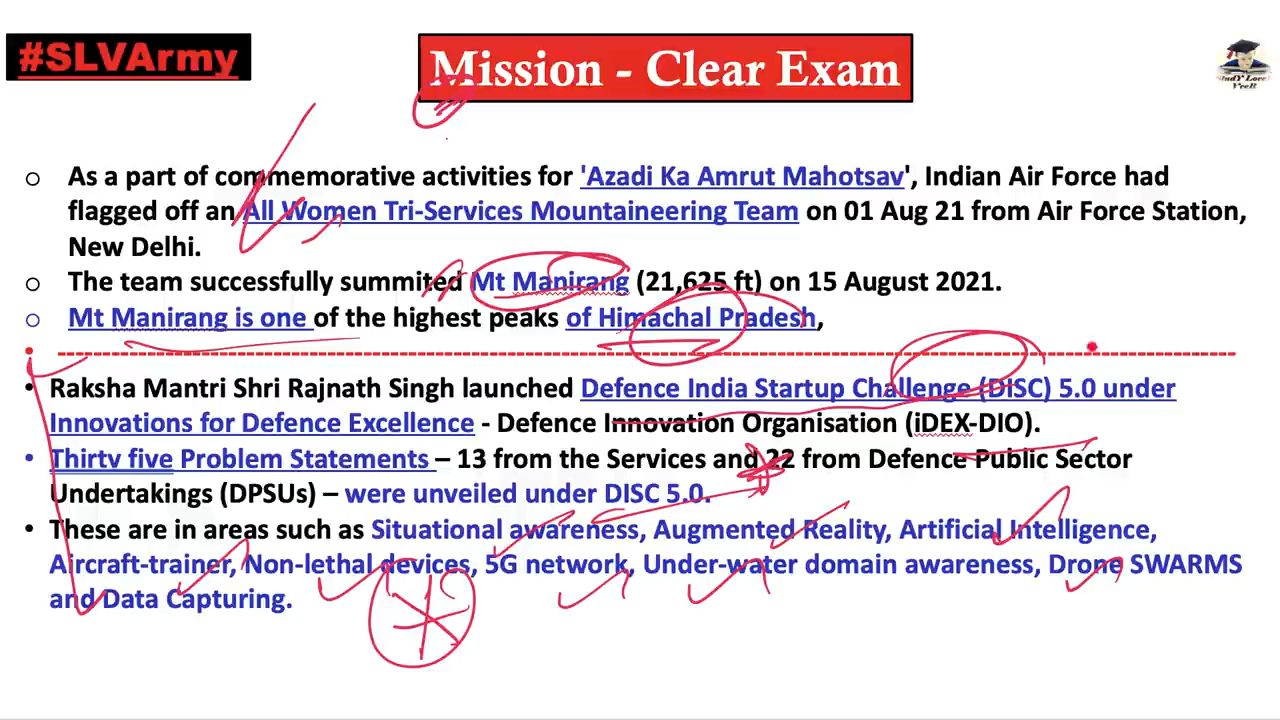 #SLVArmy
Mission - Clear Exam
StudY LoveR
VeeR
o As a part of commemorative activities for 'Azadi Ka Amrut Mahotsav', Indian Air Force had
flagged off an All Women Tri-Services Mountaineering Team on 01 Aug 21 from Air Force Station,
New Delhi.
o The team successfully summited Mt Manirang (21,625 ft) on 15 August 2021.
o Mt Manirang is one of the highest peaks of Himachal Pradesh,
• Raksha Mantri Shri Rajnath Singh launched Defence India Startup Challenge (DISC) 5.0 under
Innovations for Defence Excellence - Defence Innovation Organisation (iDEX-DIO).
• Thirty five Problem Statements – 13 from the Services and 22 from Defence Public Sector
Undertakings (DPSUs) – were unveiled under DISC 5.0.
• These are in areas such as Situational awareness, Augmented Reality, Artificial Intelligence,
Aircraft-trainer, Non-lethal devices, 5G network, Under-water domain awareness, Drone SWARMS
and Data Capturing.